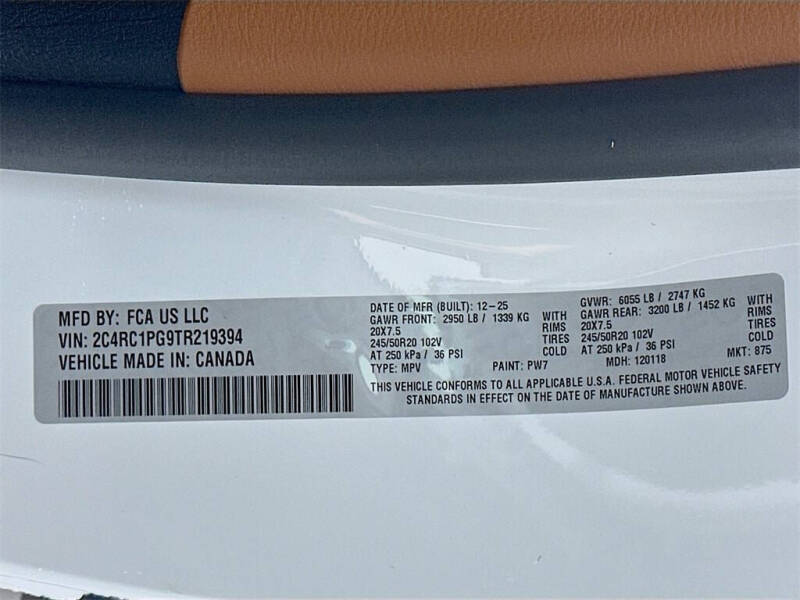 MFD BY: FCA US LLC
VIN: 2C4RC1PG9TR219394
VEHICLE MADE IN: CANADA
DATE OF MFR (BUILT): 12-25 GVWR: 6055 LB / 2747 KG
GAWR FRONT: 2950 LB / 1339 KG WITH GAWR REAR: 3200 LB / 1452 KG WITH
20X7.5 RIMS 20X7.5 RIMS
245/50R20 102V TIRES 245/50R20 102V TIRES
AT 250 kPa / 36 PSI COLD AT 250 kPa / 36 PSI COLD
TYPE: MPV PAINT: PW7 MDH: 120118 MKT: 875
THIS VEHICLE CONFORMS TO ALL APPLICABLE U.S.A. FEDERAL MOTOR VEHICLE SAFETY
STANDARDS IN EFFECT ON THE DATE OF MANUFACTURE SHOWN ABOVE.